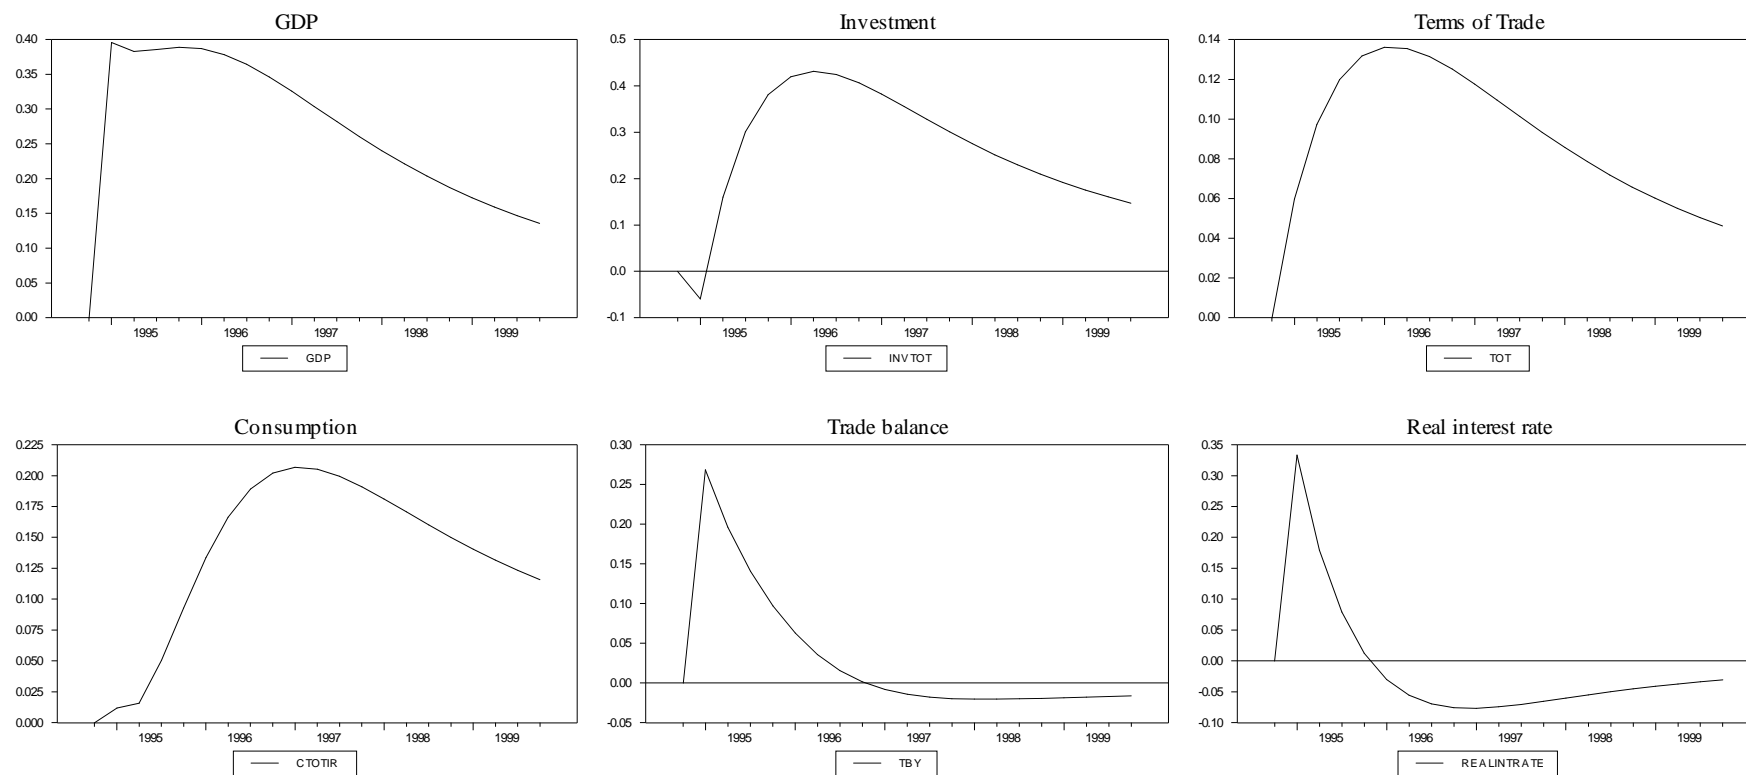 GDP
0.40
0.35
0.30
0.25
0.20
0.15
0.10
0.05
0.00
1995 1996 1997 1998 1999
GDP
Investment
0.5
0.4
0.3
0.2
0.1
0.0
-0.1
1995 1996 1997 1998 1999
INVTOT
Terms of Trade
0.14
0.12
0.10
0.08
0.06
0.04
0.02
0.00
1995 1996 1997 1998 1999
TOT
Consumption
0.225
0.200
0.175
0.150
0.125
0.100
0.075
0.050
0.025
0.000
1995 1996 1997 1998 1999
CTOTIR
Trade balance
0.30
0.25
0.20
0.15
0.10
0.05
0.00
-0.05
1995 1996 1997 1998 1999
TBY
Real interest rate
0.35
0.30
0.25
0.20
0.15
0.10
0.05
0.00
-0.05
-0.10
1995 1996 1997 1998 1999
REALINTRATE